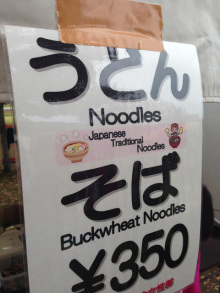 うどん
Noodles
Japanese
Traditional
Noodles
そば
Buckwheat Noodles
¥350